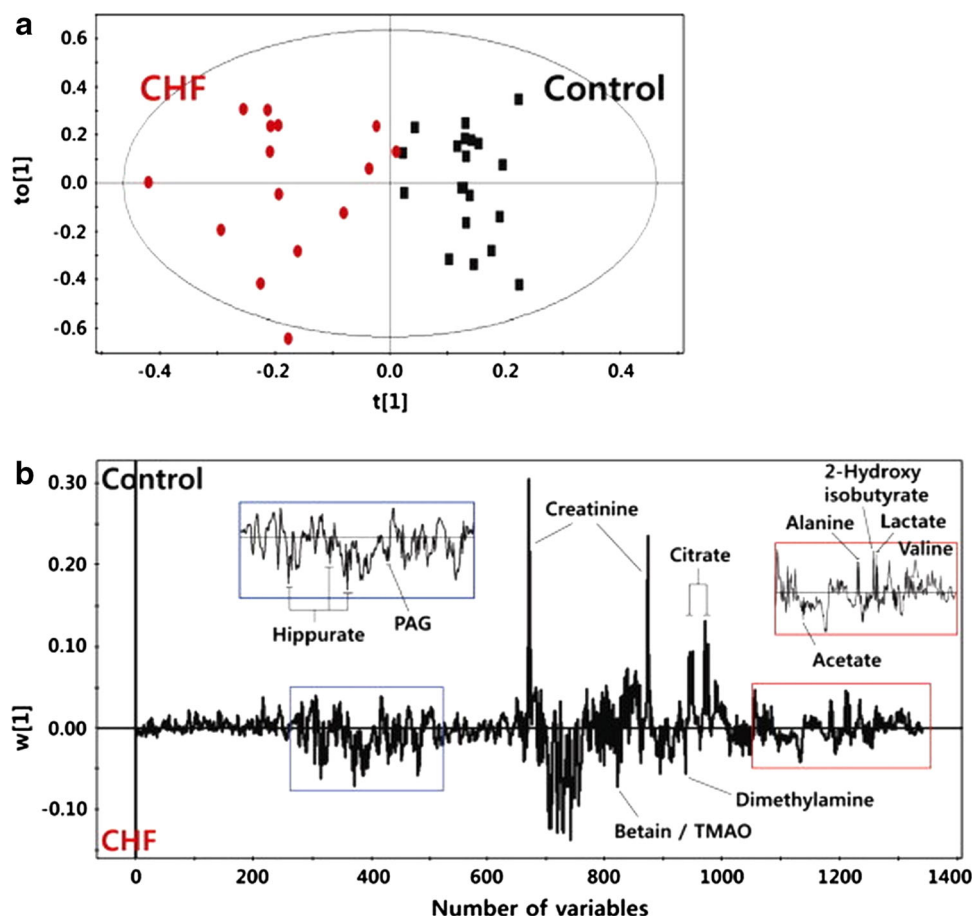 a
CHF
Control
to[1]
0.6
0.4
0.2
0.0
-0.2
-0.4
-0.6
-0.4
-0.2
0.0
0.2
0.4
t[1]
b
Control
w[1]
0.30
0.20
0.10
0.00
-0.10
Hippurate
PAG
Creatinine
Citrate
2-Hydroxy
isobutyrate
Alanine
Lactate
Valine
Acetate
Dimethylamine
Betain / TMAO
CHF
0
200
400
600
800
1000
1200
1400
Number of variables